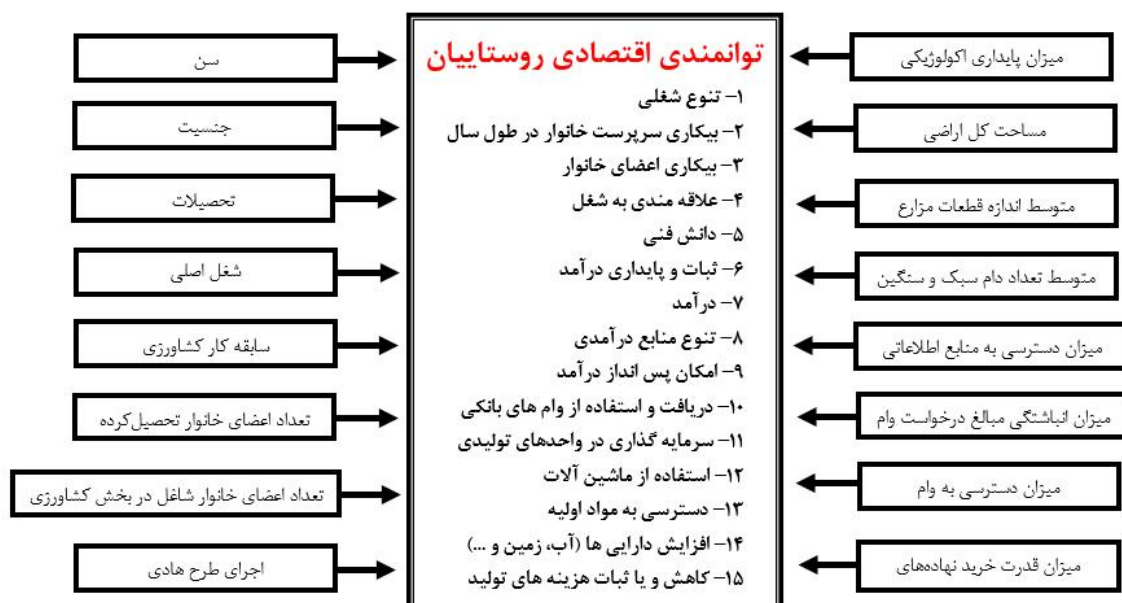 توانمندی اقتصادی روستاییان
۱- تنوع شغلی
۲- بیکاری سرپرست خانوار در طول سال
۳- بیکاری اعضای خانوار
۴- علاقه مندی به شغل
۵- دانش فنی
۶- ثبات و پایداری درآمد
۷- درآمد
۸- تنوع منابع درآمدی
۹- امکان پس انداز درآمد
۱۰- دریافت و استفاده از وام های بانکی
۱۱- سرمایه گذاری در واحدهای تولیدی
۱۲- استفاده از ماشین آلات
۱۳- دسترسی به مواد اولیه
۱۴- افزایش دارایی ها (آب، زمین و ...)
۱۵- کاهش و یا ثبات هزینه های تولید
میزان پایداری اکولوژیکی
مساحت کل اراضی
متوسط اندازه قطعات مزارع
متوسط تعداد دام سبک و سنگین
میزان دسترسی به منابع اطلاعاتی
میزان انباشتگی مبالغ درخواست وام
میزان دسترسی به وام
میزان قدرت خرید نهاده‌های
سن
جنسیت
تحصیلات
شغل اصلی
سابقه کار کشاورزی
تعداد اعضای خانوار تحصیل‌کرده
تعداد اعضای خانوار شاغل در بخش کشاورزی
اجرای طرح هادی